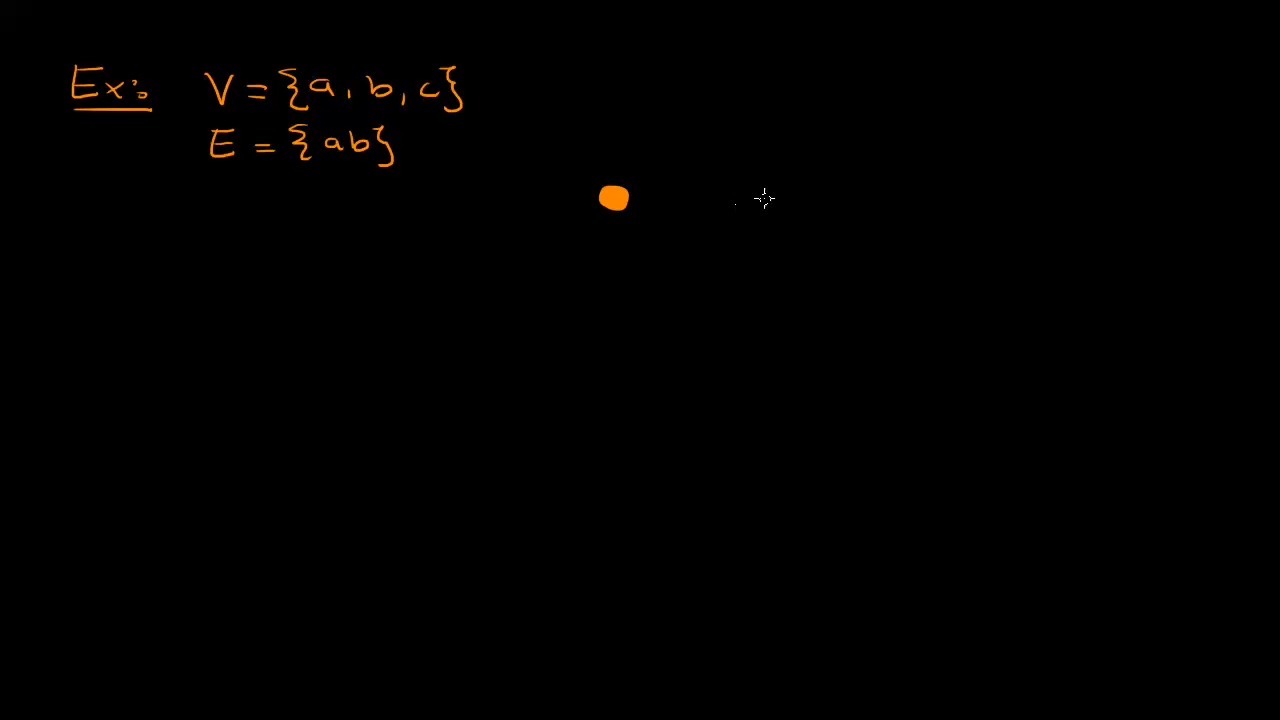 Ex: V = {a, b, c}
E = {ab}